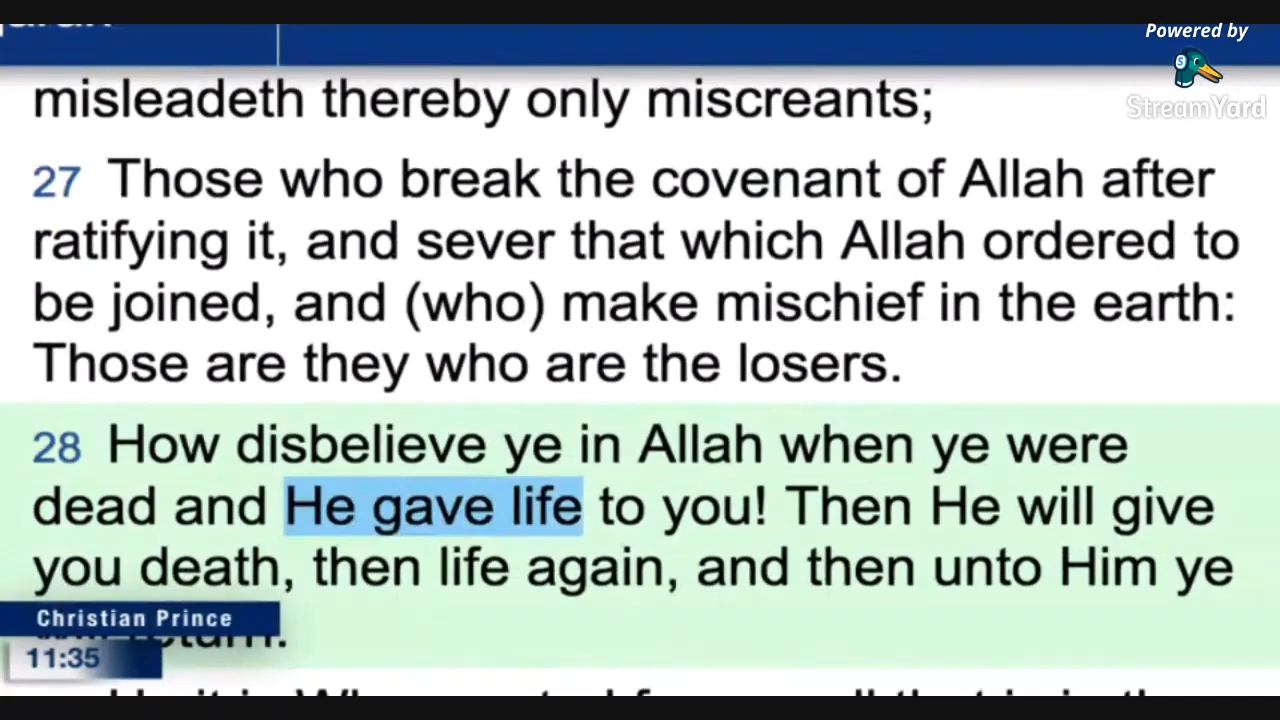 Powered by
StreamYard
misleadeth thereby only miscreants;
27 Those who break the covenant of Allah after
ratifying it, and sever that which Allah ordered to
be joined, and (who) make mischief in the earth:
Those are they who are the losers.
28 How disbelieve ye in Allah when ye were
dead and He gave life to you! Then He will give
you death, then life again, and then unto Him ye
return.
Christian Prince
11:35